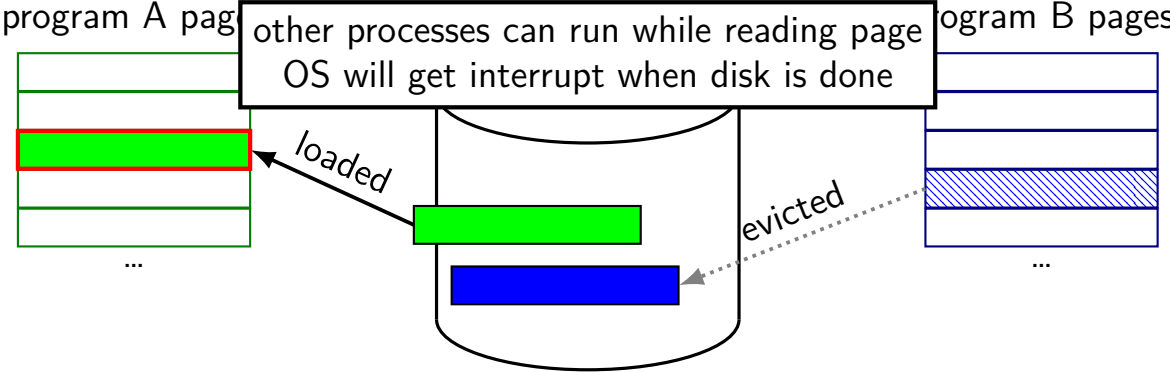 program A pag
other processes can run while reading page
OS will get interrupt when disk is done
rogram B pages
loaded
evicted
...
...